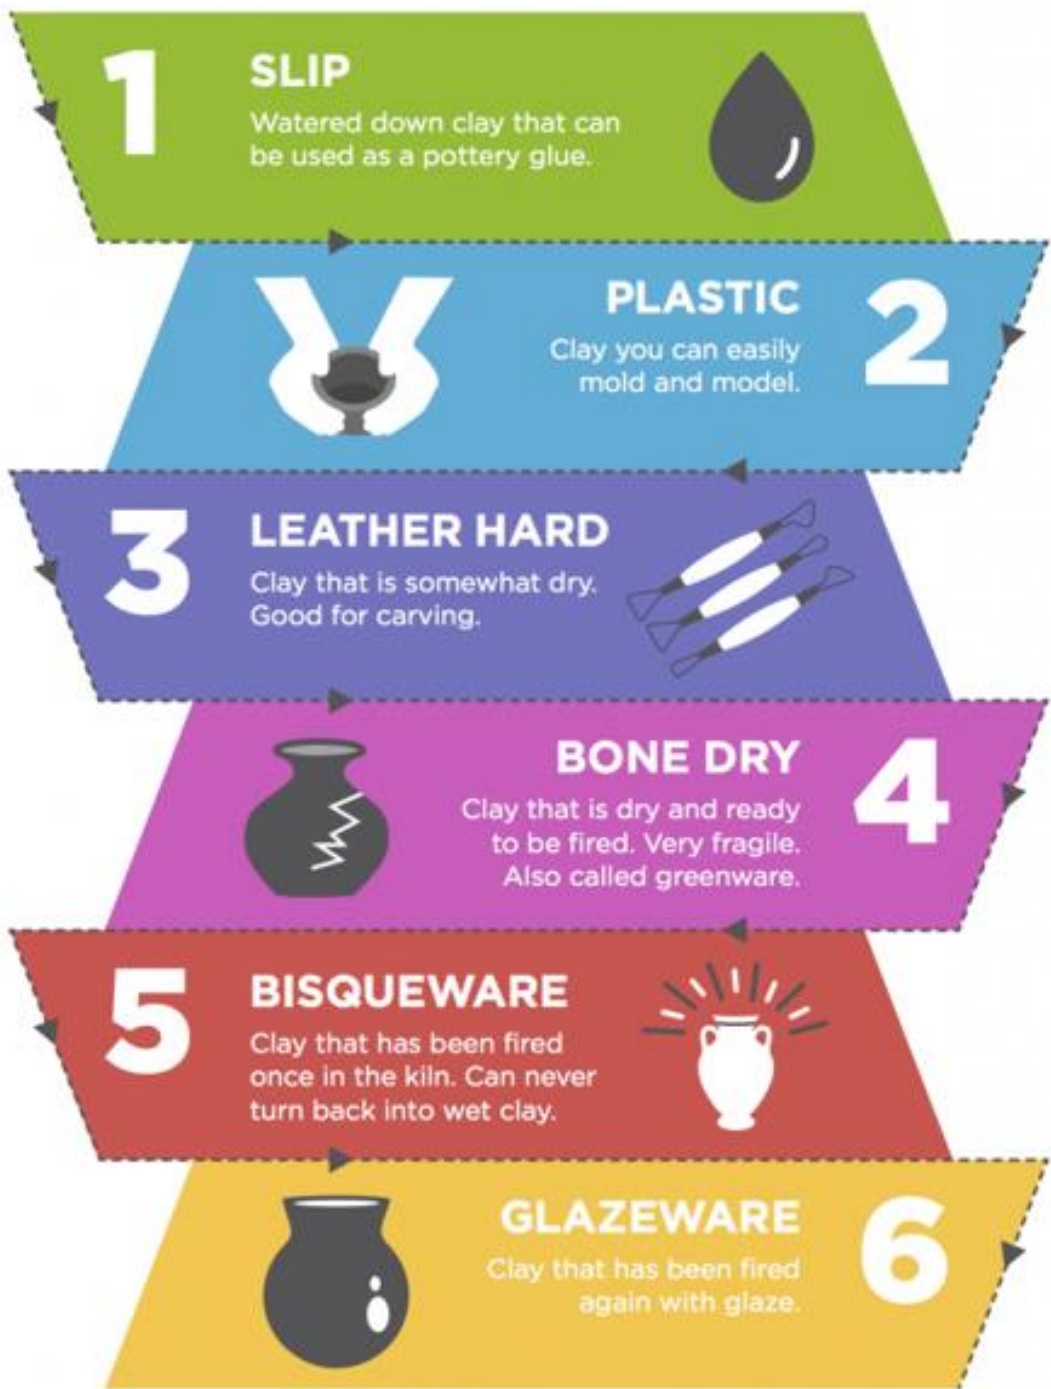 1
SLIP
Watered down clay that can
be used as a pottery glue.
PLASTIC
2
Clay you can easily
mold and model.
3
LEATHER HARD
Clay that is somewhat dry.
Good for carving.
BONE DRY
4
Clay that is dry and ready
to be fired. Very fragile.
Also called greenware.
5
BISQUEWARE
Clay that has been fired
once in the kiln. Can never
turn back into wet clay.
GLAZEWARE
6
Clay that has been fired
again with glaze.